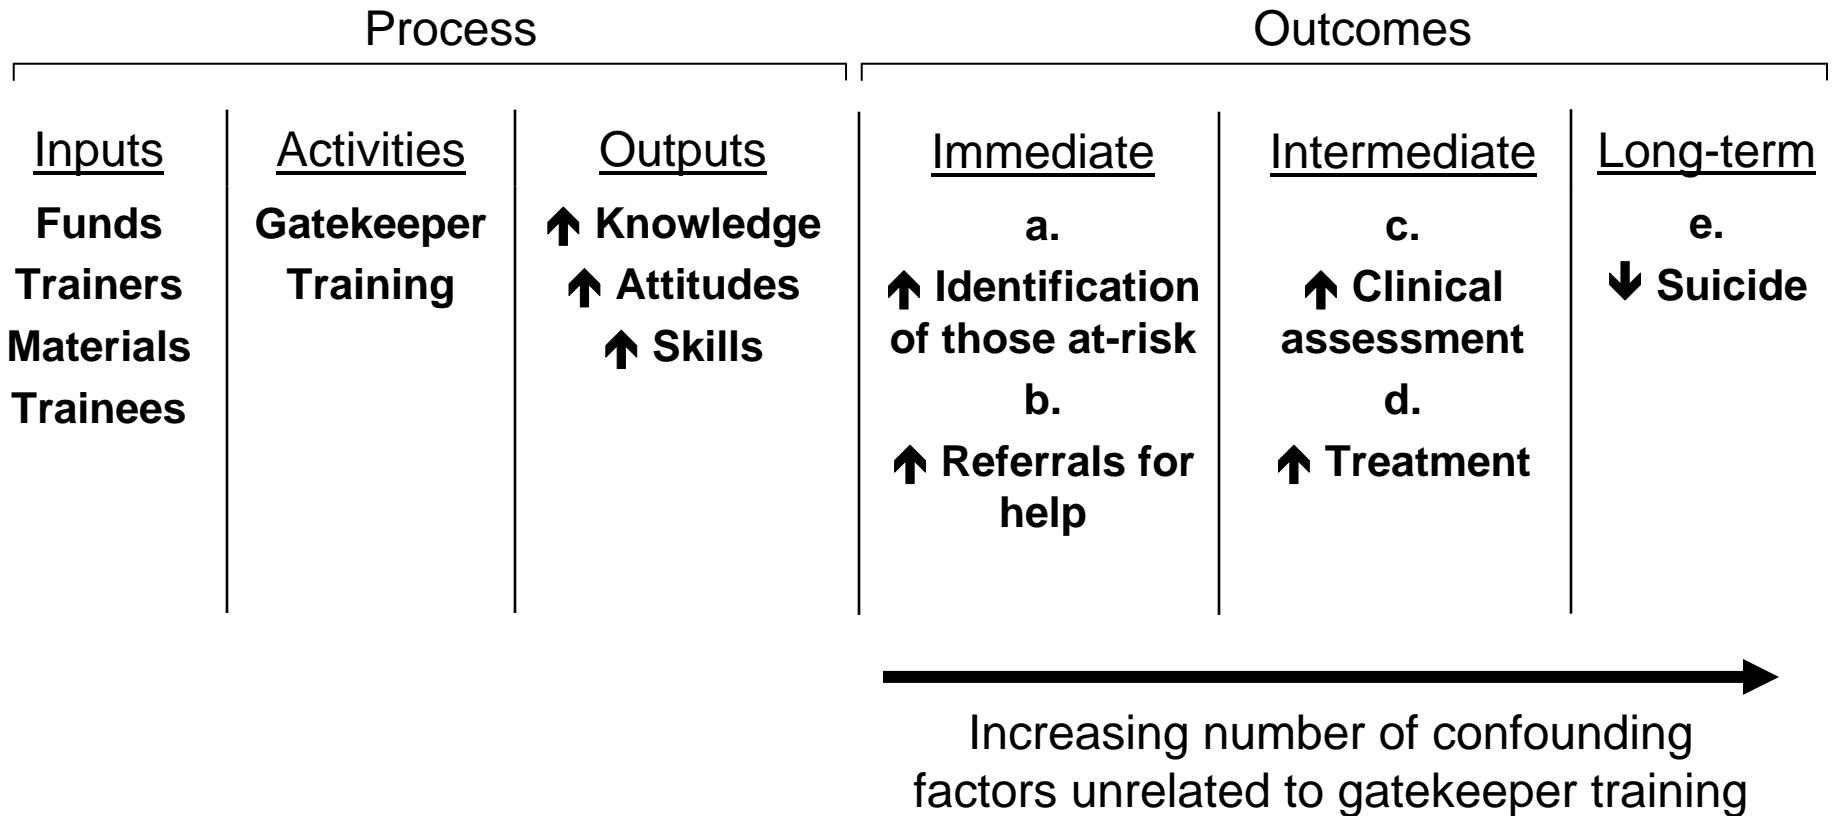 Process
Outcomes
Inputs
Funds
Trainers
Materials
Trainees
Activities
Gatekeeper
Training
Outputs
↑ Knowledge
↑ Attitudes
↑ Skills
Immediate
a.
↑ Identification
of those at-risk
b.
↑ Referrals for
help
Intermediate
c.
↑ Clinical
assessment
d.
↑ Treatment
Long-term
e.
↓ Suicide
Increasing number of confounding
factors unrelated to gatekeeper training